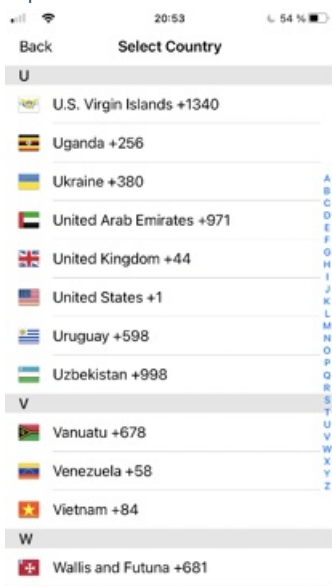 20:53
54 %
Back
Select Country
U
U.S. Virgin Islands +1340
Uganda +256
Ukraine +380
United Arab Emirates +971
United Kingdom +44
United States +1
Uruguay +598
Uzbekistan +998
V
Vanuatu +678
Venezuela +58
Vietnam +84
W
Wallis and Futuna +681
A
B
C
D
E
F
G
H
I
J
K
L
M
N
O
P
Q
R
S
T
U
V
W
X
Y
Z